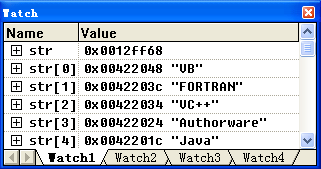 Watch
Name Value
str 0x0012ff68
str[0] 0x00422048 "VB"
str[1] 0x0042203c "FORTRAN"
str[2] 0x00422034 "VC++"
str[3] 0x00422024 "Authorware"
str[4] 0x0042201c "Java"
Watch1 Watch2 Watch3 Watch4